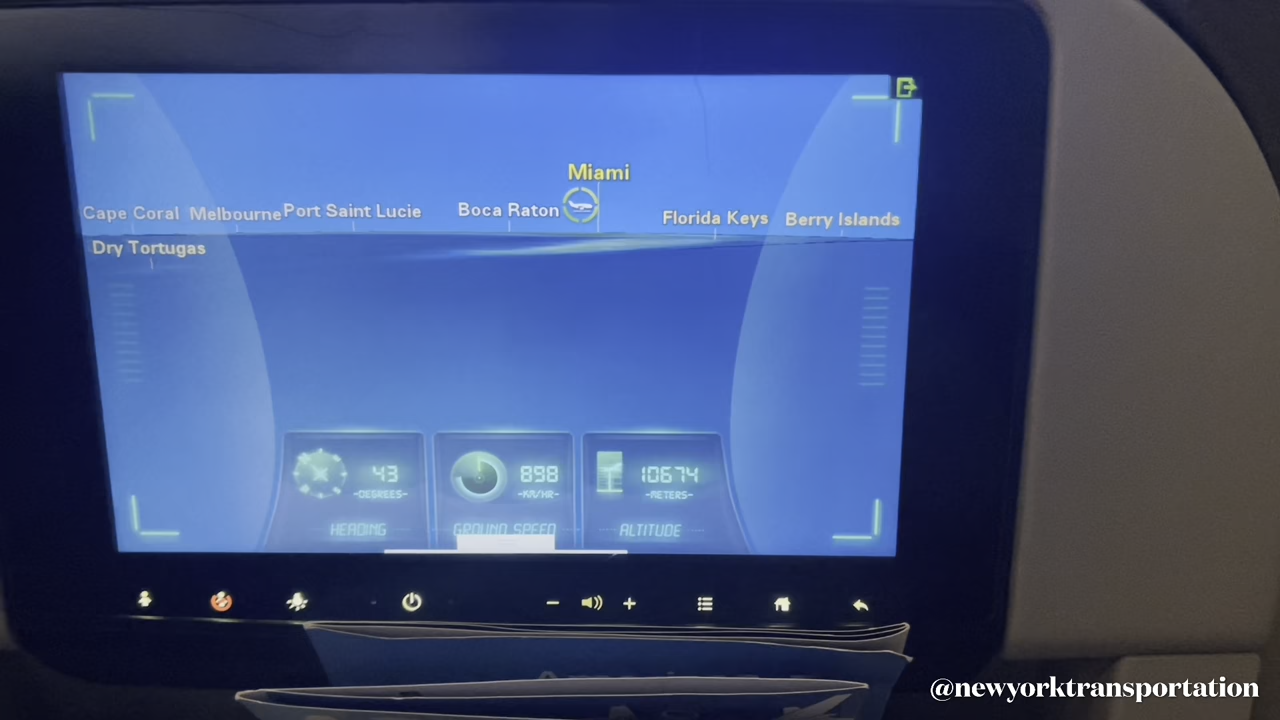 Miami
Cape Coral Melbourne Port Saint Lucie Boca Raton Florida Keys Berry Islands
Dry Tortugas
43 898 10674
-DEGREES- -KM/HR- -METERS-
HEADING GROUND SPEED ALTITUDE
@newyorktransportation